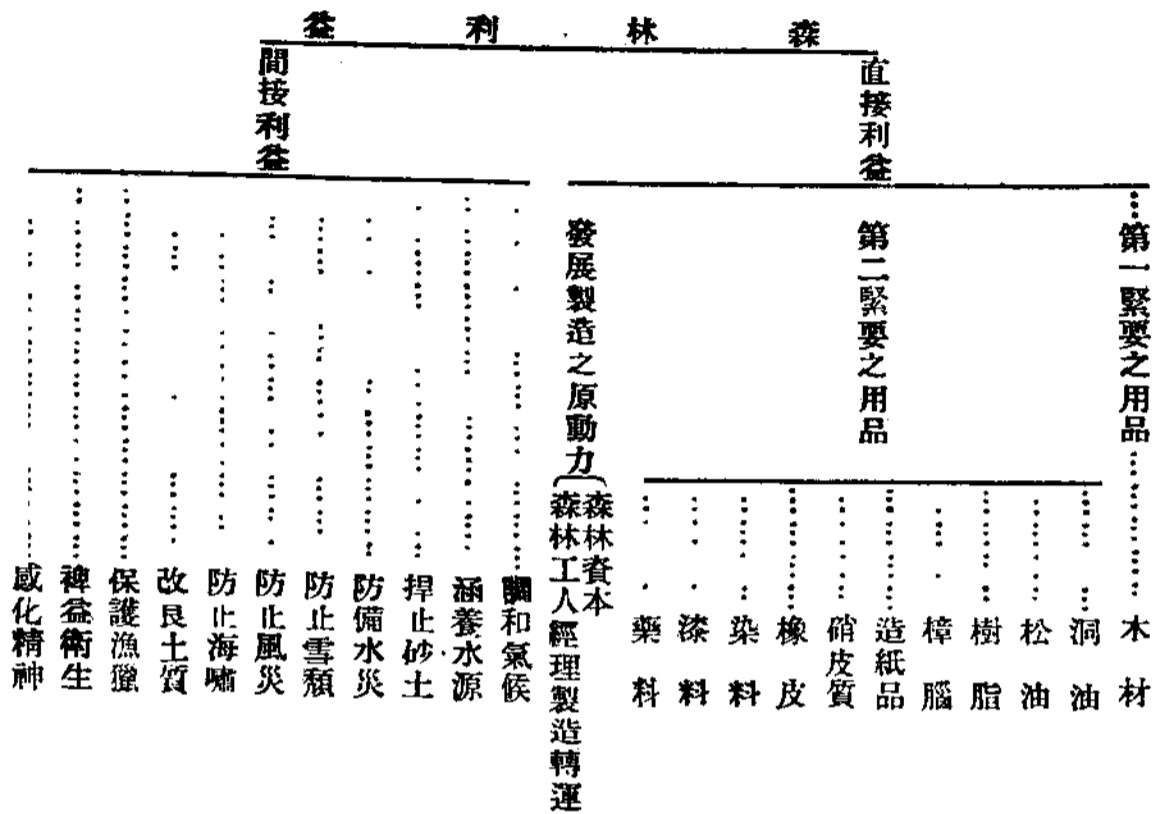 森林利益
直接利益
第一緊要之用品
木材
第二緊要之用品
洞油
松油
樹脂
樟腦
造紙品
硝皮質
橡皮
染料
漆料
藥料
發展製造之原動力
森林資本
森林工人經理製造轉運
間接利益
調和氣候
涵養水源
捍止砂土
防備水災
防止雪頹
防止風災
防止海嘯
改良土質
保護漁獵
裨益衛生
感化精神